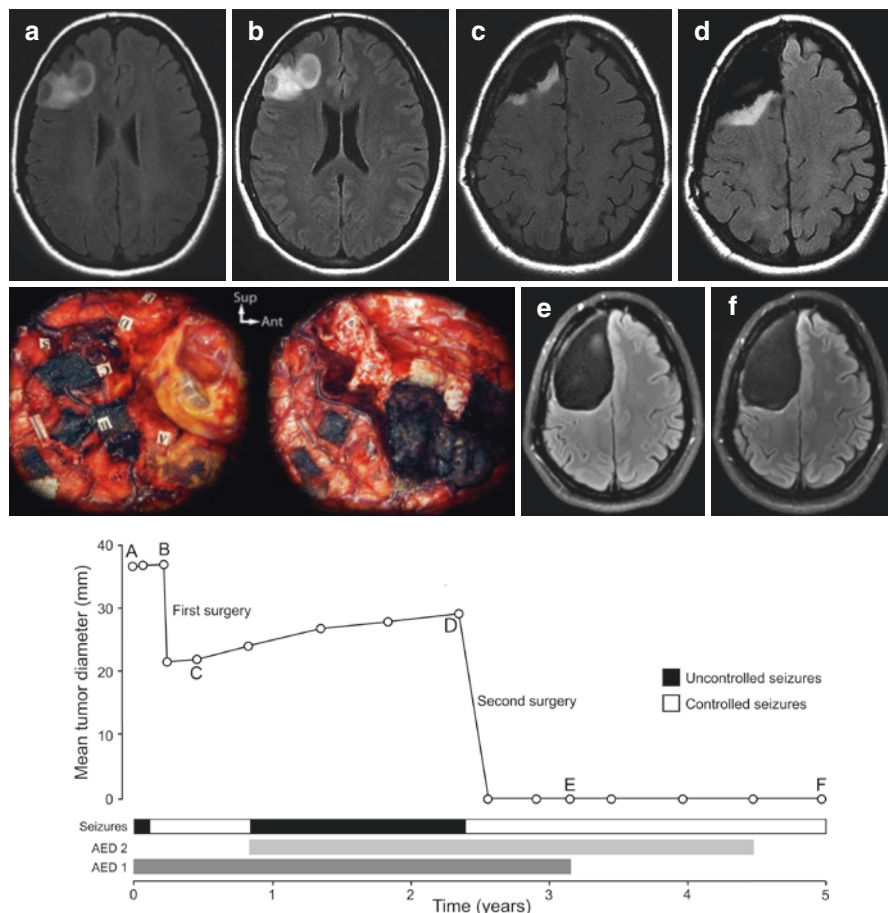 a
b
c
d
Sup
Ant
e
f
40
30
20
10
0
Mean tumor diameter (mm)
A
B
First surgery
C
D
Second surgery
E
F
Uncontrolled seizures
Controlled seizures
Seizures
AED 2
AED 1
0 1 2 3 4 5
Time (years)